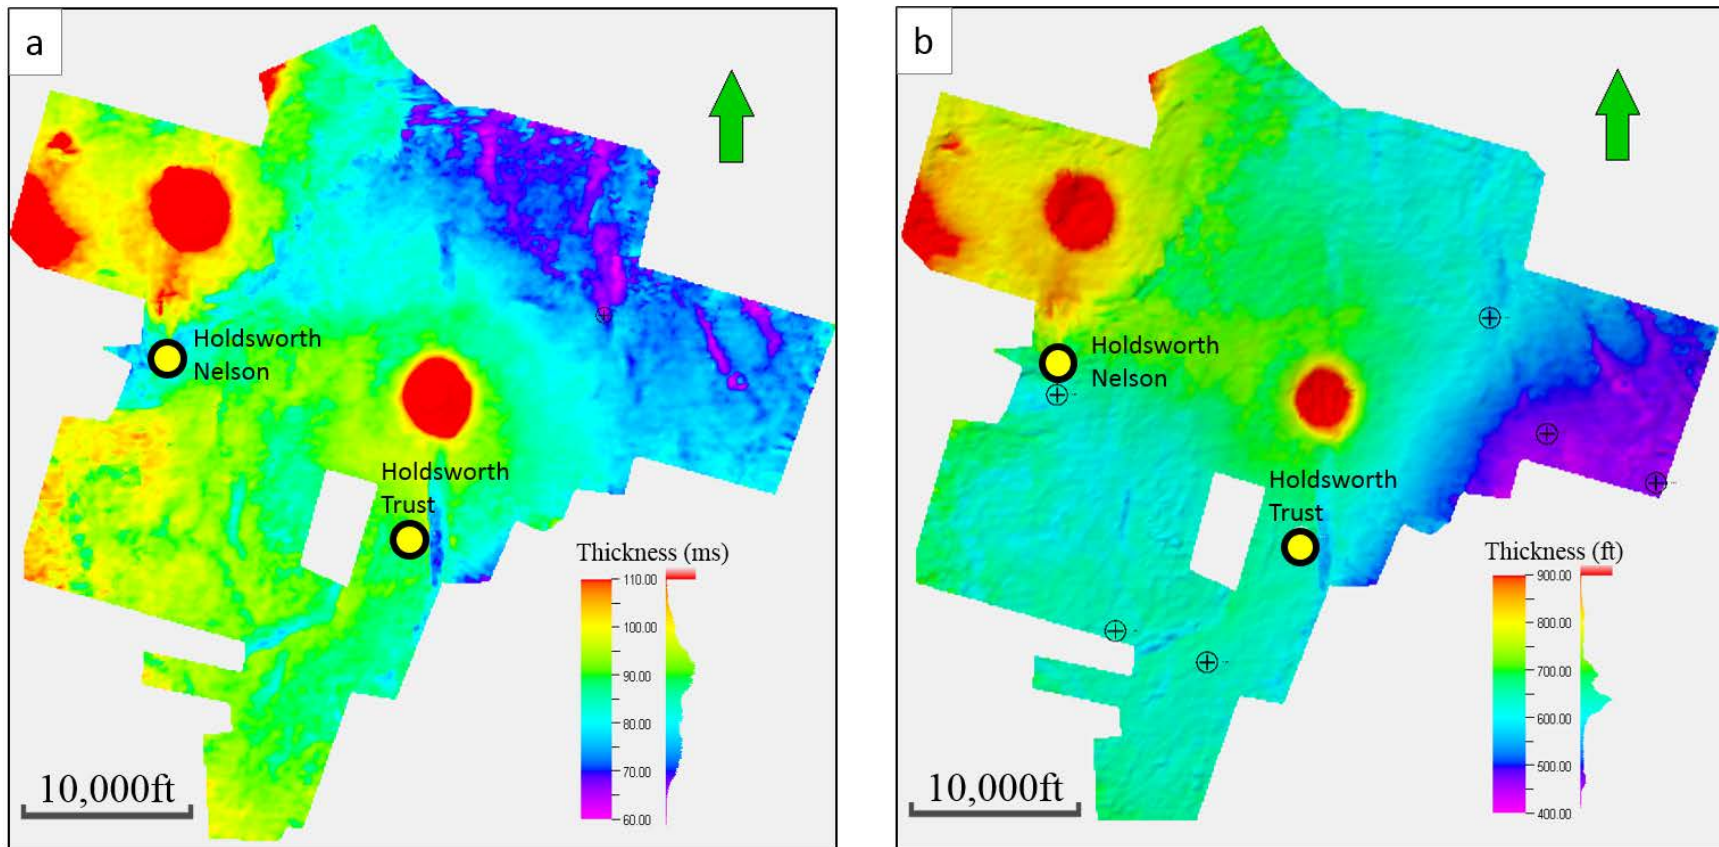 a
Holdsworth
Nelson
Holdsworth
Trust
Thickness (ms)
110.00
100.00
90.00
80.00
70.00
60.00
10,000ft
b
Holdsworth
Nelson
Holdsworth
Trust
Thickness (ft)
900.00
800.00
700.00
600.00
500.00
400.00
10,000ft